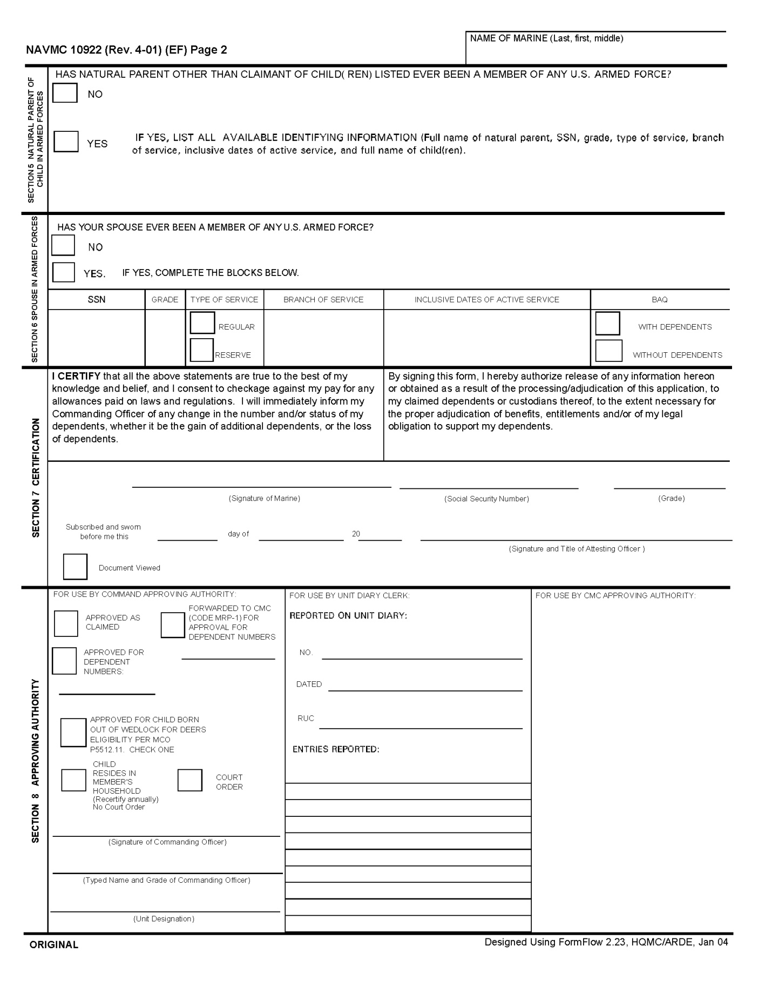 NAME OF MARINE (Last, first, middle)
NAVMC 10922 (Rev. 4-01) (EF) Page 2
SECTION 5 NATURAL PARENT OF
CHILD IN ARMED FORCES
HAS NATURAL PARENT OTHER THAN CLAIMANT OF CHILD( REN) LISTED EVER BEEN A MEMBER OF ANY U.S. ARMED FORCE?
NO
YES
IF YES, LIST ALL AVAILABLE IDENTIFYING INFORMATION (Full name of natural parent, SSN, grade, type of service, branch
of service, inclusive dates of active service, and full name of child(ren).
SECTION 6 SPOUSE IN ARMED FORCES
HAS YOUR SPOUSE EVER BEEN A MEMBER OF ANY U.S. ARMED FORCE?
NO
YES. IF YES, COMPLETE THE BLOCKS BELOW.
SSN GRADE TYPE OF SERVICE BRANCH OF SERVICE INCLUSIVE DATES OF ACTIVE SERVICE BAQ
REGULAR WITH DEPENDENTS
RESERVE WITHOUT DEPENDENTS
SECTION 7 CERTIFICATION
I CERTIFY that all the above statements are true to the best of my
knowledge and belief, and I consent to checkage against my pay for any
allowances paid on laws and regulations. I will immediately inform my
Commanding Officer of any change in the number and/or status of my
dependents, whether it be the gain of additional dependents, or the loss
of dependents.
By signing this form, I hereby authorize release of any information hereon
or obtained as a result of the processing/adjudication of this application, to
my claimed dependents or custodians thereof, to the extent necessary for
the proper adjudication of benefits, entitlements and/or of my legal
obligation to support my dependents.
(Signature of Marine) (Social Security Number) (Grade)
Subscribed and sworn
before me this day of 20
(Signature and Title of Attesting Officer )
Document Viewed
SECTION 8 APPROVING AUTHORITY
FOR USE BY COMMAND APPROVING AUTHORITY:
APPROVED AS
CLAIMED
FORWARDED TO CMC
(CODE MRP-1) FOR
APPROVAL FOR
DEPENDENT NUMBERS
APPROVED FOR
DEPENDENT
NUMBERS:
APPROVED FOR CHILD BORN
OUT OF WEDLOCK FOR DEERS
ELIGIBILITY PER MCO
P5512.11. CHECK ONE
CHILD
RESIDES IN
MEMBER'S
HOUSEHOLD
(Recertify annually)
No Court Order
COURT
ORDER
(Signature of Commanding Officer)
(Typed Name and Grade of Commanding Officer)
(Unit Designation)
FOR USE BY UNIT DIARY CLERK:
REPORTED ON UNIT DIARY:
NO.
DATED
RUC
ENTRIES REPORTED:
FOR USE BY CMC APPROVING AUTHORITY:
ORIGINAL
Designed Using FormFlow 2.23, HQMC/ARDE, Jan 04